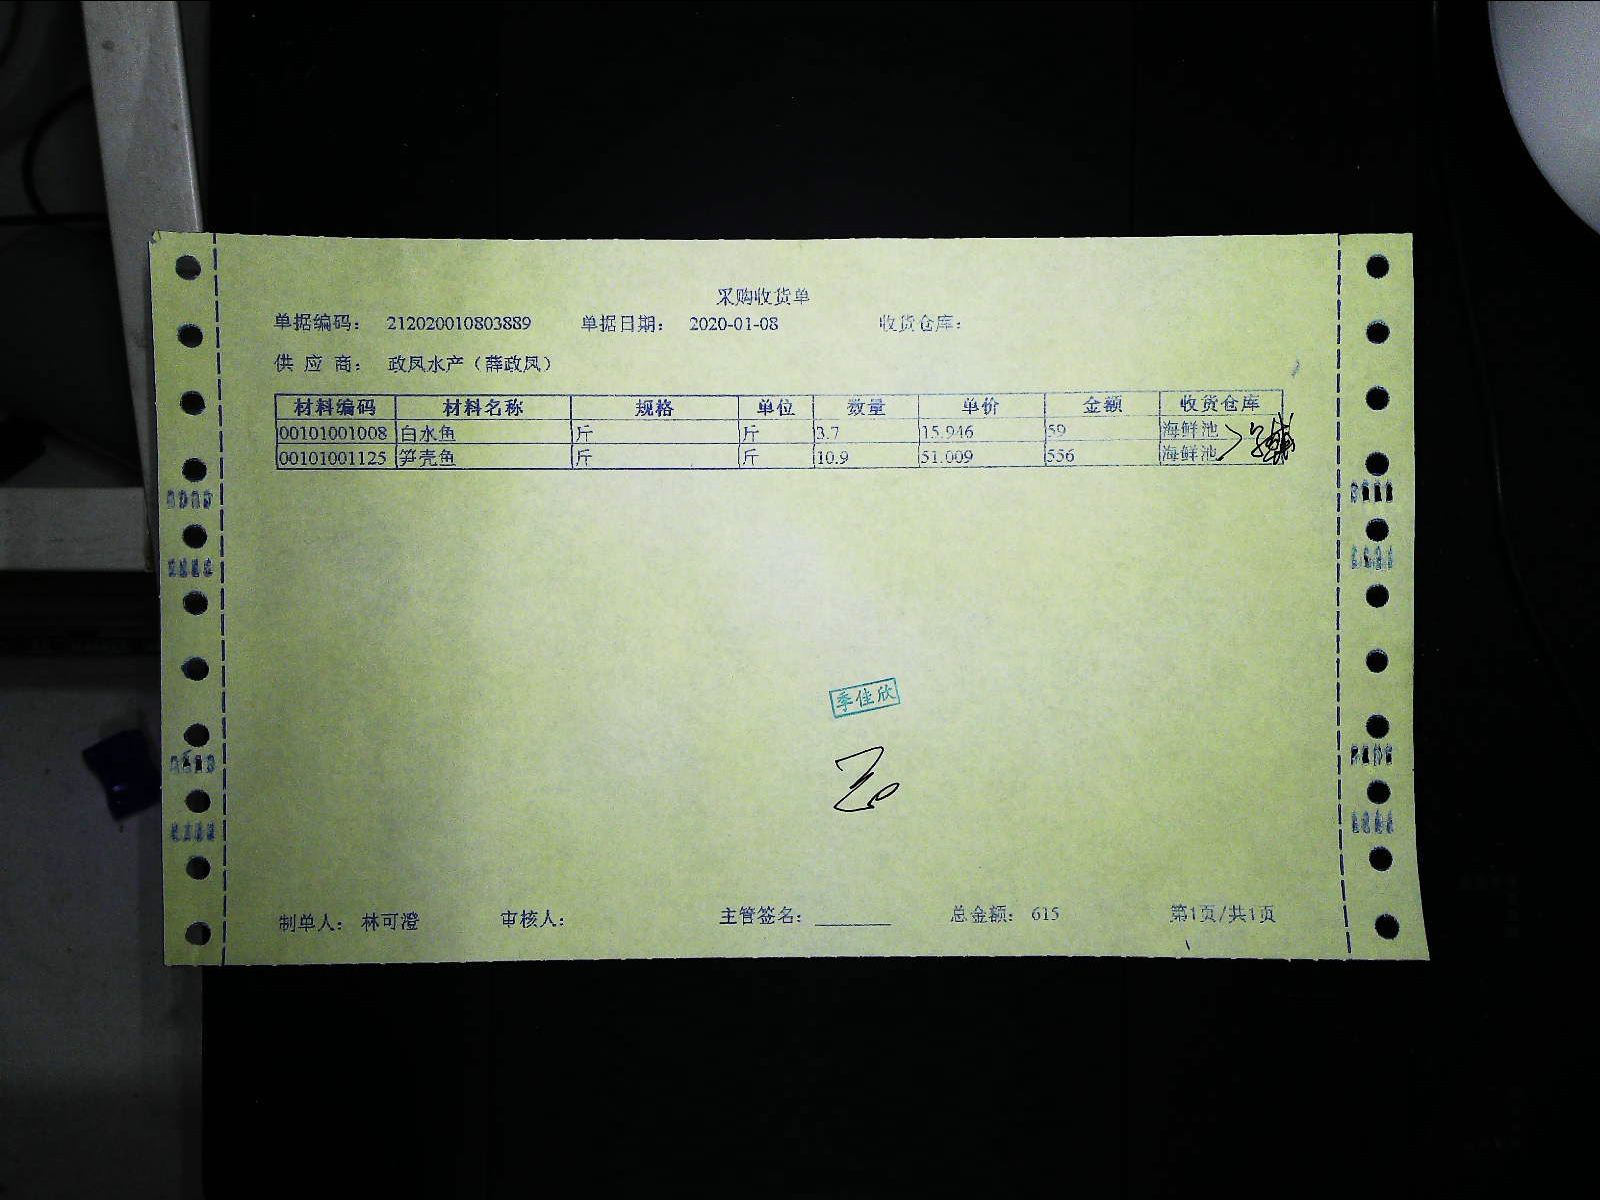 采购收货单
单据编码： 212020010803889 单据日期： 2020-01-08 收货仓库：
供 应 商： 政凤水产（薛政凤）
材料编码 材料名称 规格 单位 数量 单价 金额 收货仓库
00101001008 白水鱼 斤 斤 3.7 15.946 59 海鲜池
00101001125 笋壳鱼 斤 斤 10.9 51.009 556 海鲜池
季佳欣
制单人： 林可澄 审核人： 主管签名： 总金额： 615 第1页/共1页